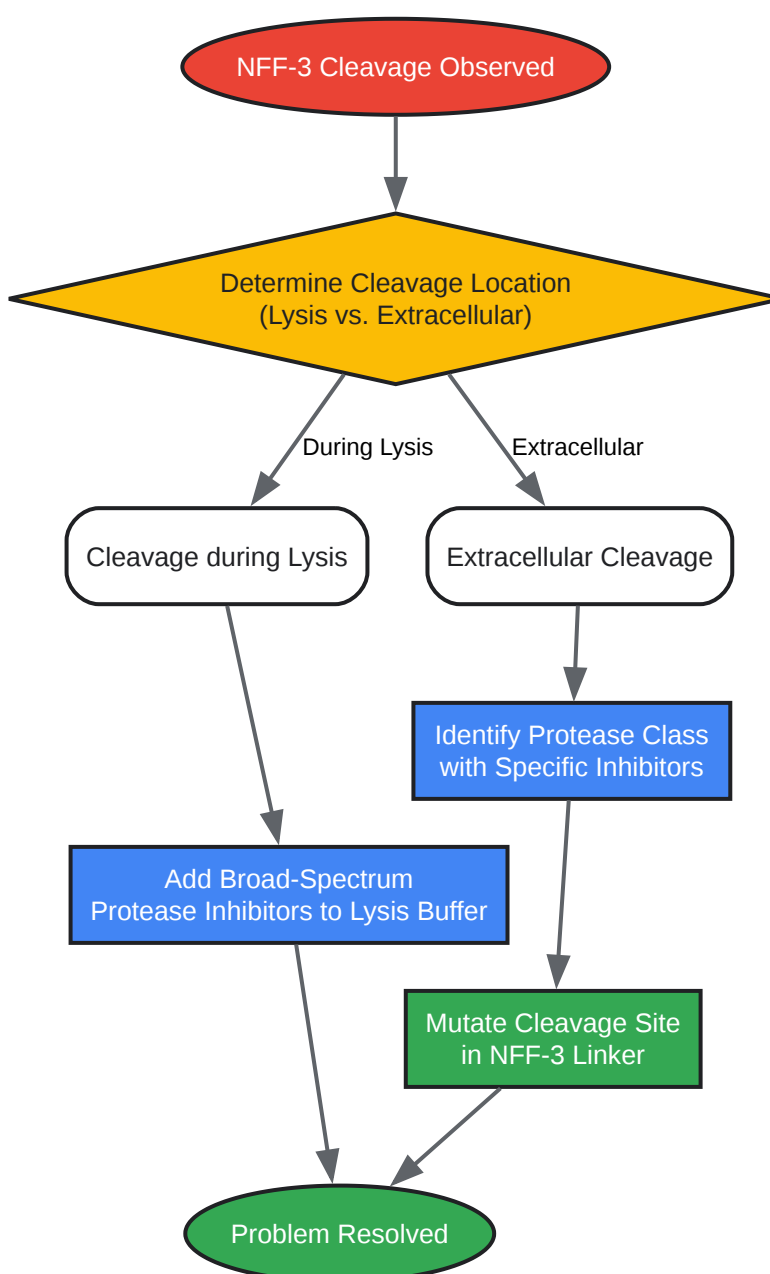 NFF-3 Cleavage Observed
Determine Cleavage Location
(Lysis vs. Extracellular)
During Lysis
Extracellular
Cleavage during Lysis
Extracellular Cleavage
Identify Protease Class
with Specific Inhibitors
Add Broad-Spectrum
Protease Inhibitors to Lysis Buffer
Mutate Cleavage Site
in NFF-3 Linker
Problem Resolved